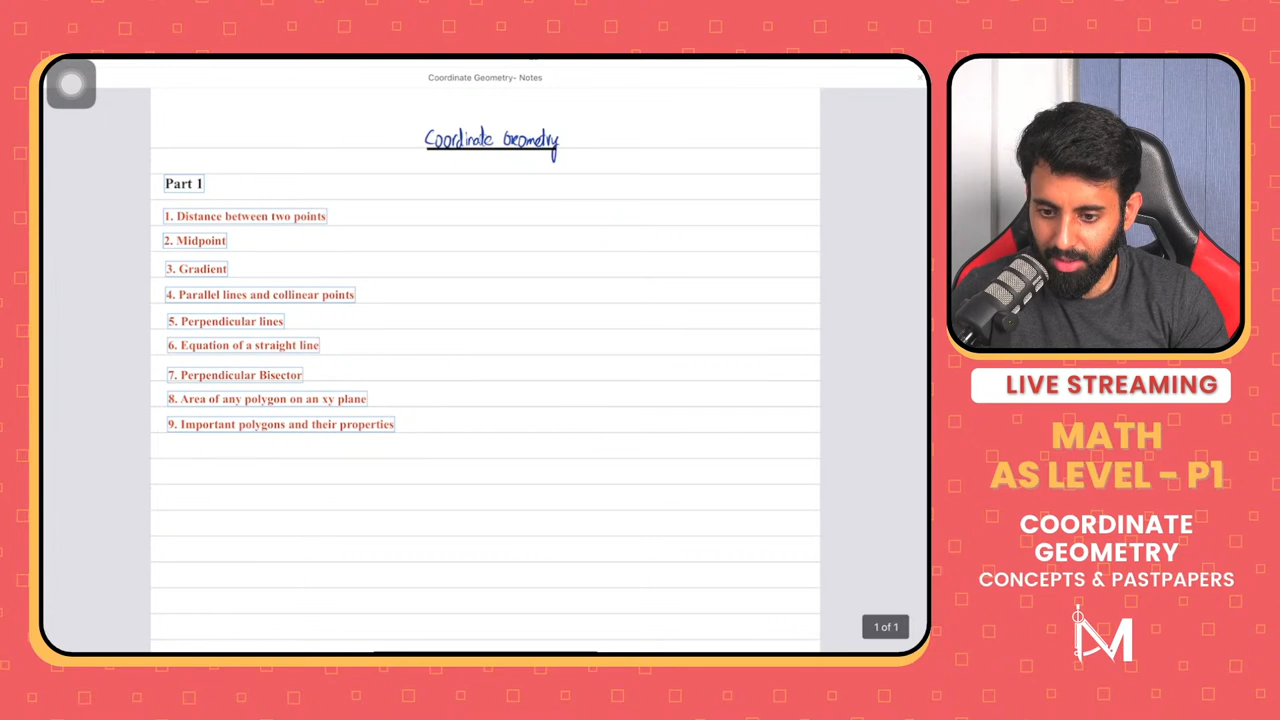 Coordinate Geometry- Notes
Coordinate Geometry
Part 1
1. Distance between two points
2. Midpoint
3. Gradient
4. Parallel lines and collinear points
5. Perpendicular lines
6. Equation of a straight line
7. Perpendicular Bisector
8. Area of any polygon on an xy plane
9. Important polygons and their properties
1 of 1
LIVE STREAMING
MATH
AS LEVEL - P1
COORDINATE
GEOMETRY
CONCEPTS & PASTPAPERS
M